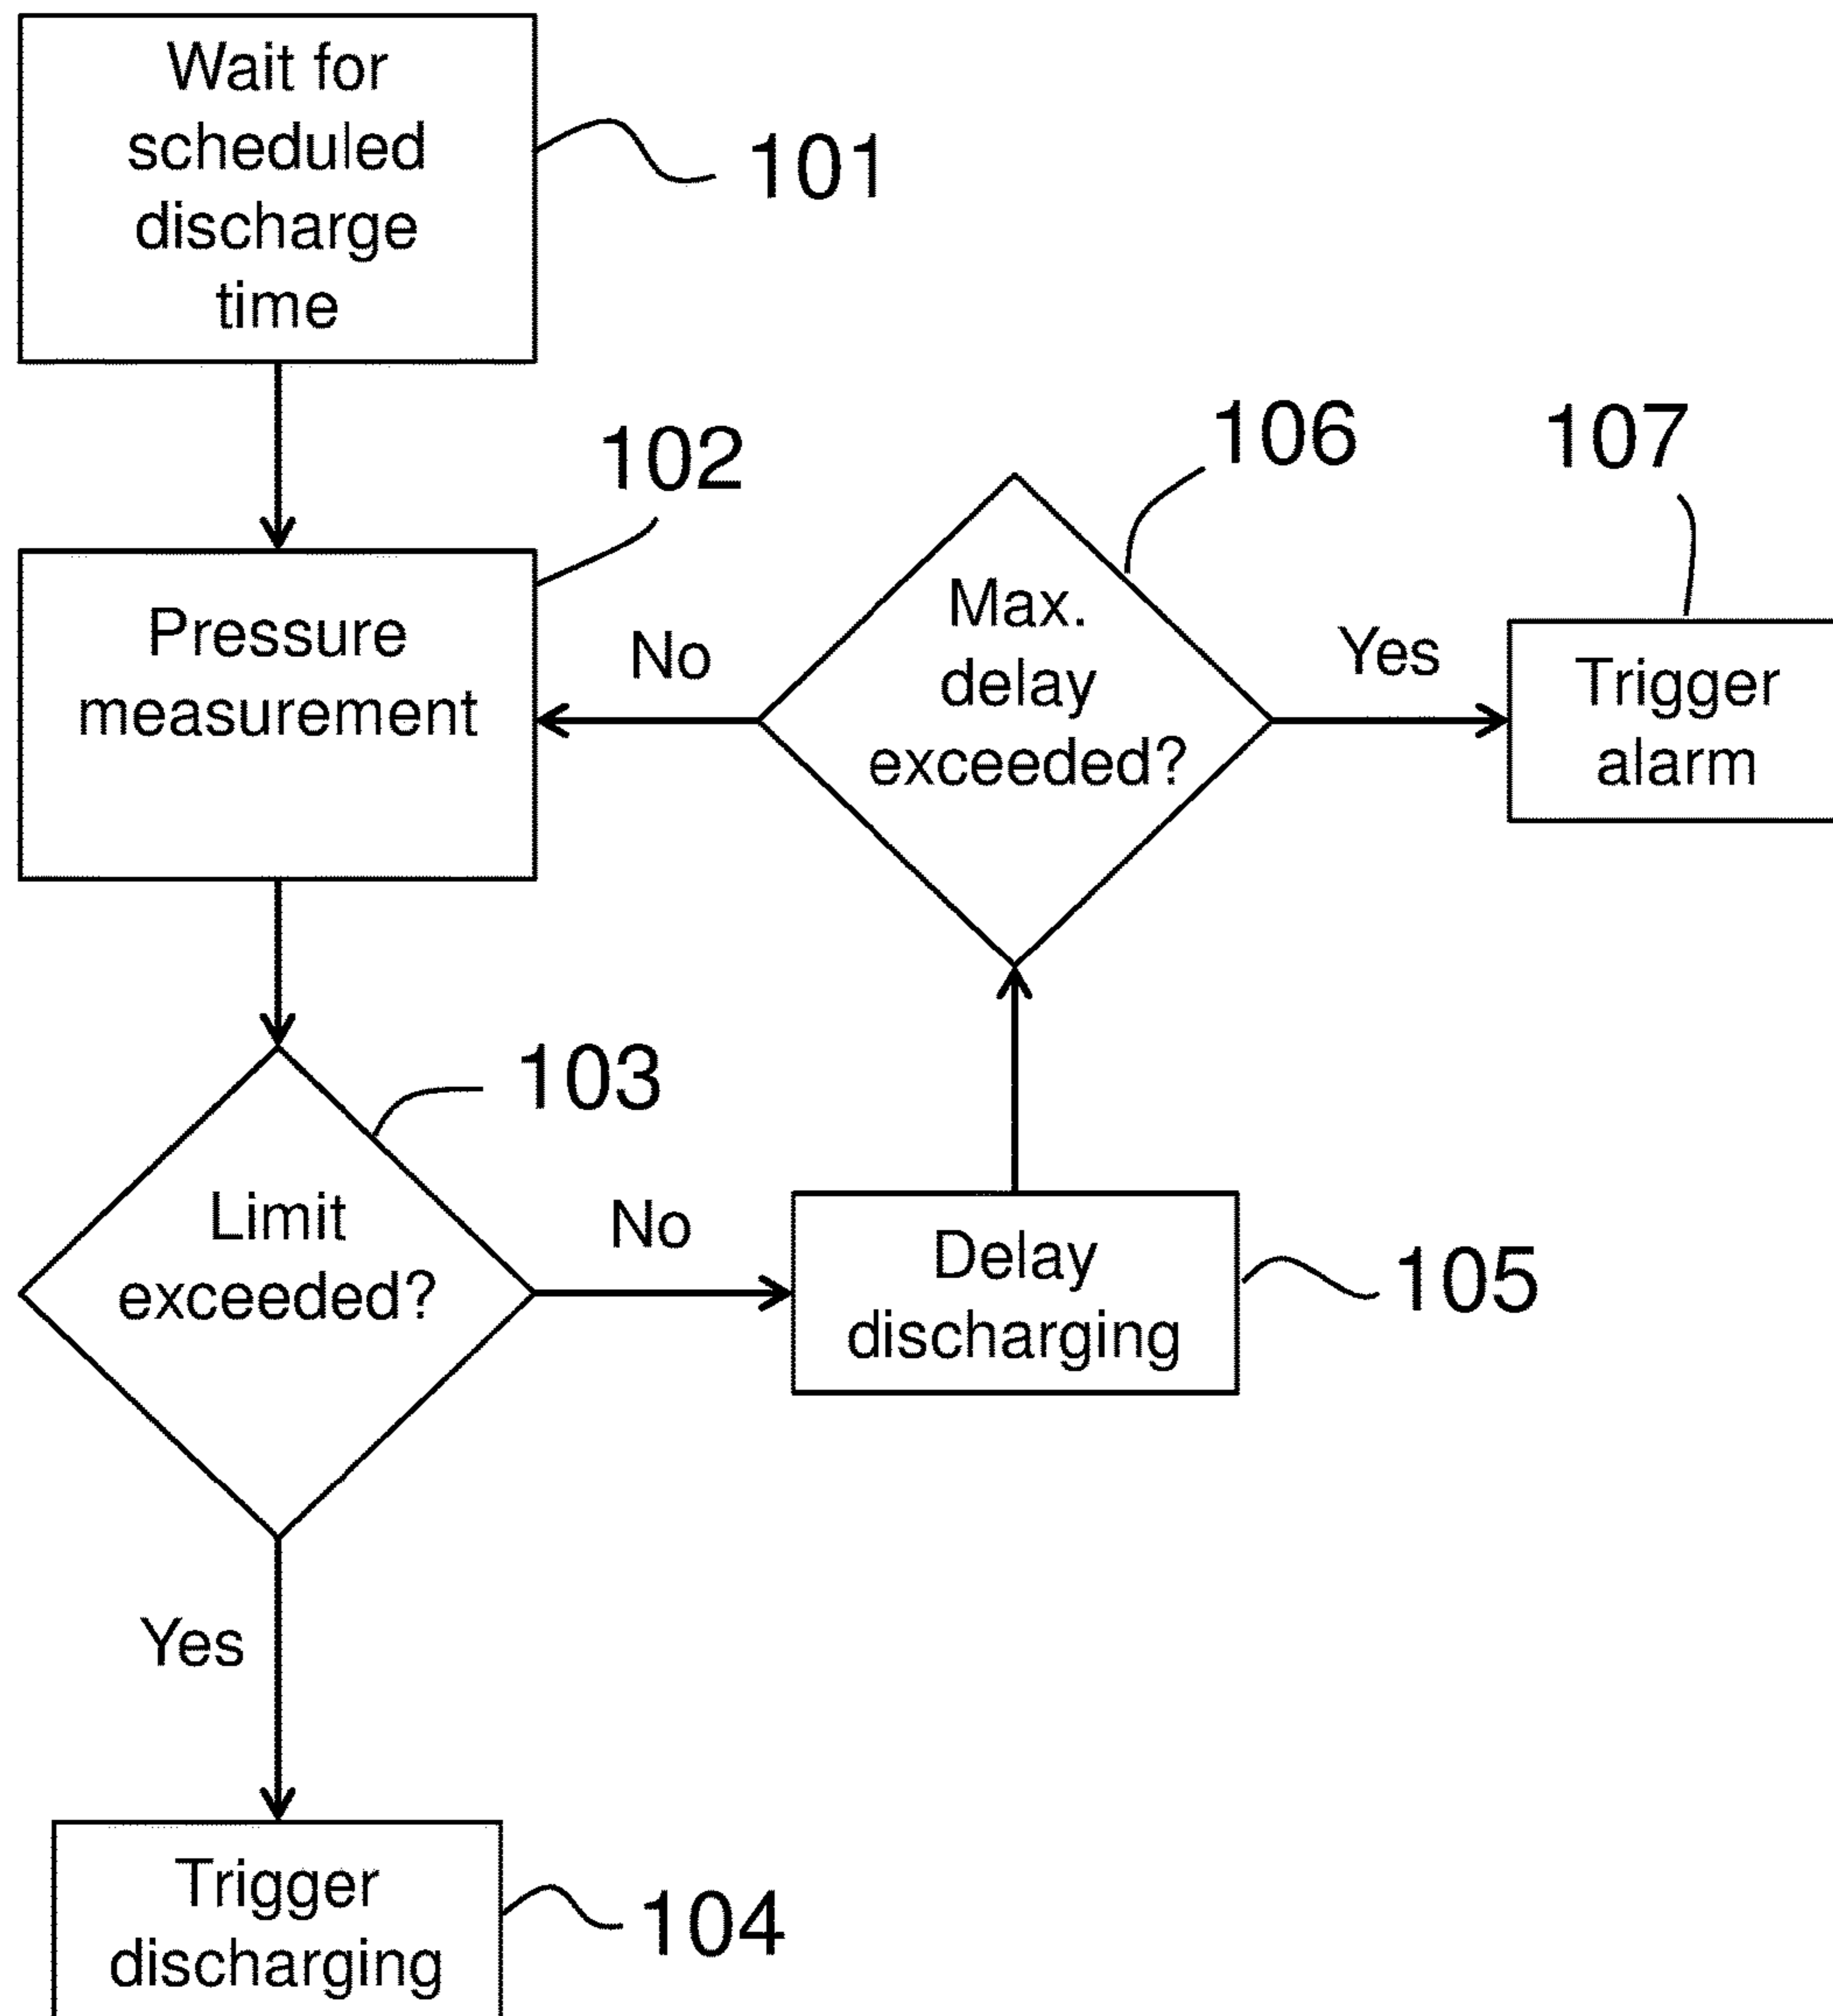 Wait for
scheduled
discharge
time
101
102
Pressure
measurement
No
Max.
delay
exceeded?
106
Yes
107
Trigger
alarm
103
Limit
exceeded?
No
Delay
discharging
105
Yes
Trigger
discharging
104